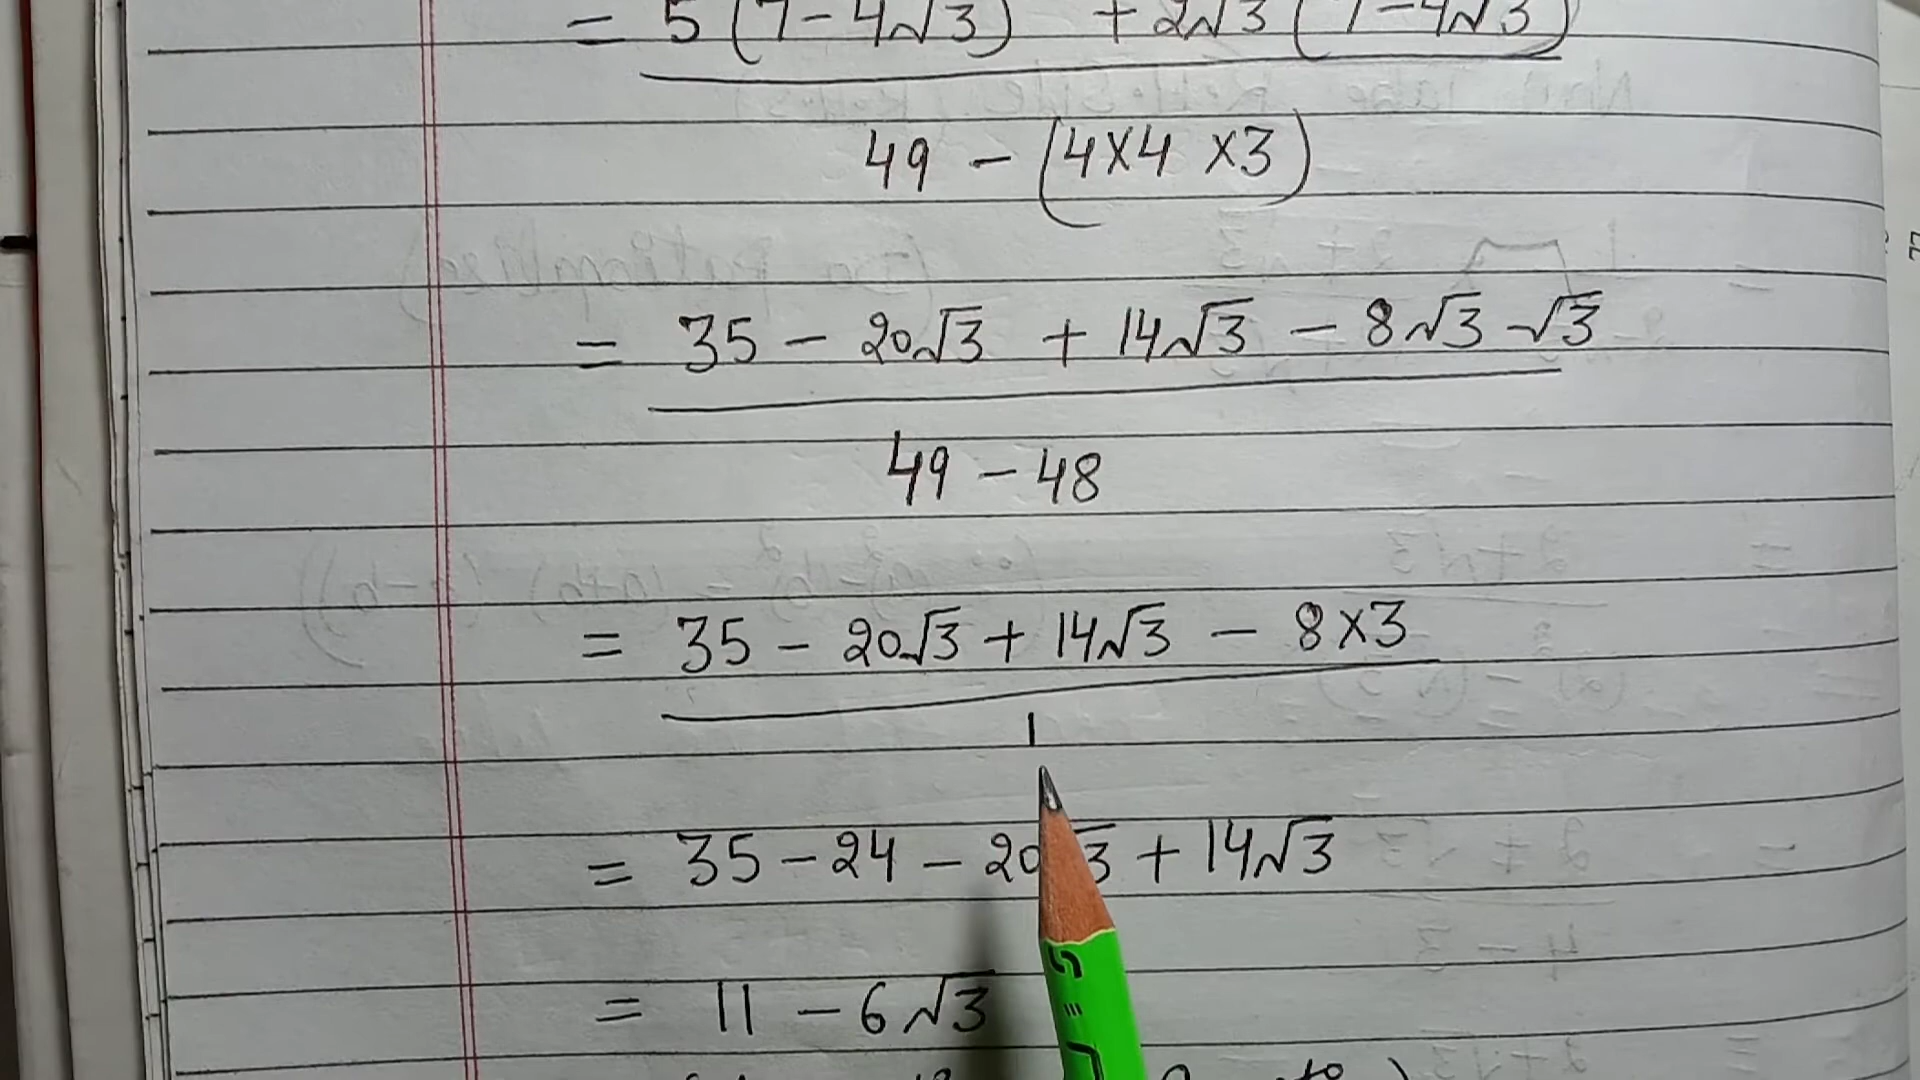 = 5(7-4√3) + 2√3(7-4√3)
49 - (4×4 ×3)
= 35 - 20√3 + 14√3 - 8√3 √3
49 - 48
= 35 - 20√3 + 14√3 - 8×3
1
= 35 - 24 - 20√3 + 14√3
= 11 - 6√3